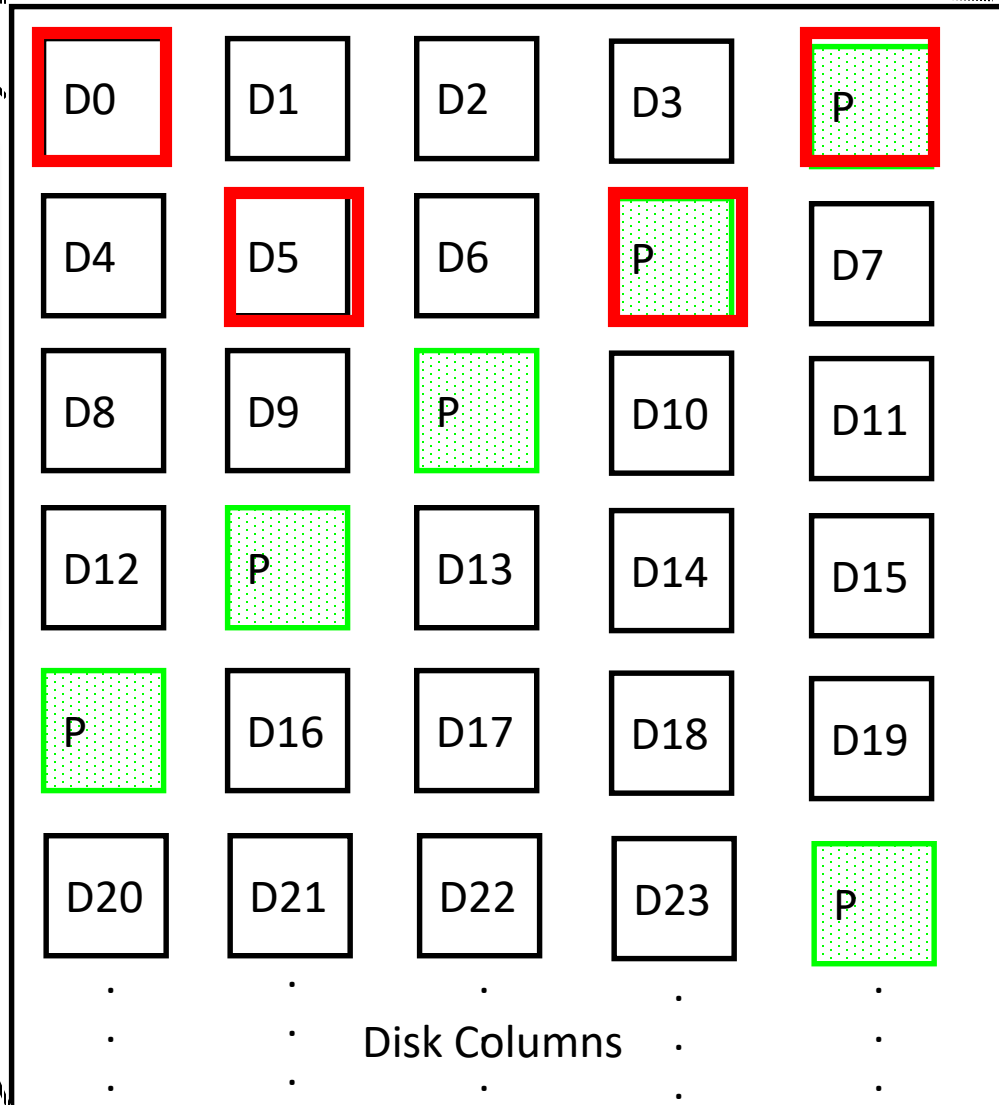 D0 D1 D2 D3 P
D4 D5 D6 P D7
D8 D9 P D10 D11
D12 P D13 D14 D15
P D16 D17 D18 D19
D20 D21 D22 D23 P
Disk Columns